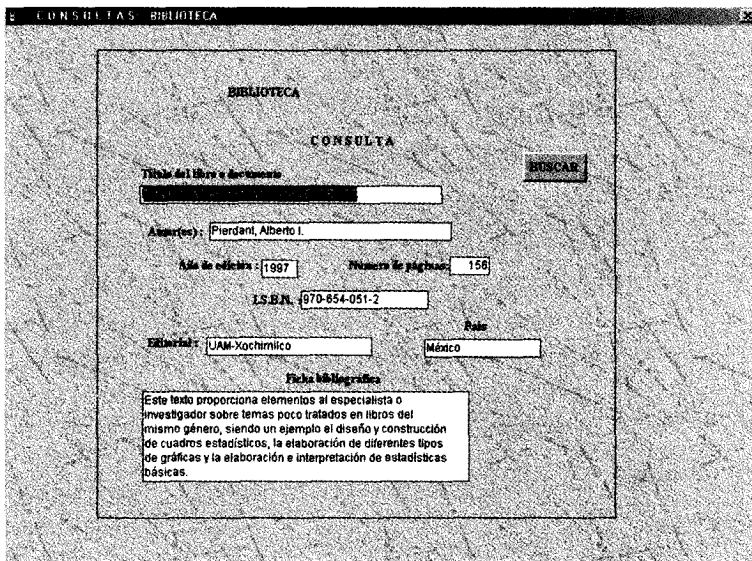 CONSULTAS BIBLIOTECA
BIBLIOTECA
CONSULTA
BUSCAR
Título del libro o documento
Autor(es) : Pierdant, Alberto I.
Año de edición : 1997 Número de páginas: 156
I.S.B.N. : 970-654-051-2
País
Editorial : UAM-Xochimilco México
Ficha bibliográfica
Este texto proporciona elementos al especialista o
investigador sobre temas poco tratados en libros del
mismo género, siendo un ejemplo el diseño y construcción
de cuadros estadísticos, la elaboración de diferentes tipos
de gráficas y la elaboración e interpretación de estadísticas
básicas.